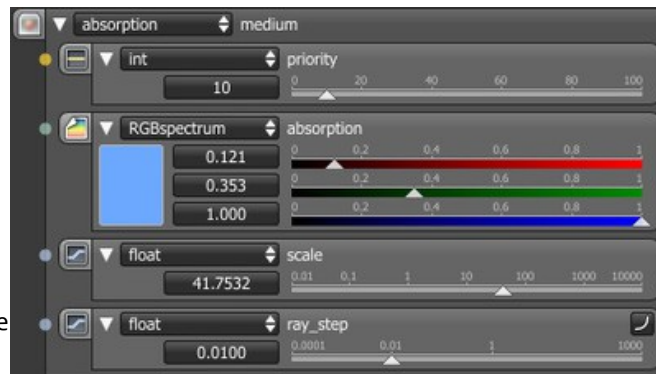 absorption medium
int priority
10 0 20 40 60 80 100
RGBspectrum absorption
0.121 0 0.2 0.4 0.6 0.8 1
0.353 0 0.2 0.4 0.6 0.8 1
1.000 0 0.2 0.4 0.6 0.8 1
float scale
41.7532 0.01 0.1 1 10 100 1000 10000
e
float ray_step
0.0100 0.0001 0.01 1 1000